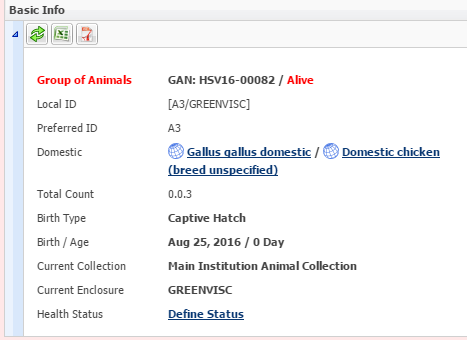 Basic Info
Group of Animals GAN: HSV16-00082 / Alive
Local ID [A3/GREENVISC]
Preferred ID A3
Domestic Gallus gallus domestic / Domestic chicken
(breed unspecified)
Total Count 0.0.3
Birth Type Captive Hatch
Birth / Age Aug 25, 2016 / 0 Day
Current Collection Main Institution Animal Collection
Current Enclosure GREENVISC
Health Status Define Status